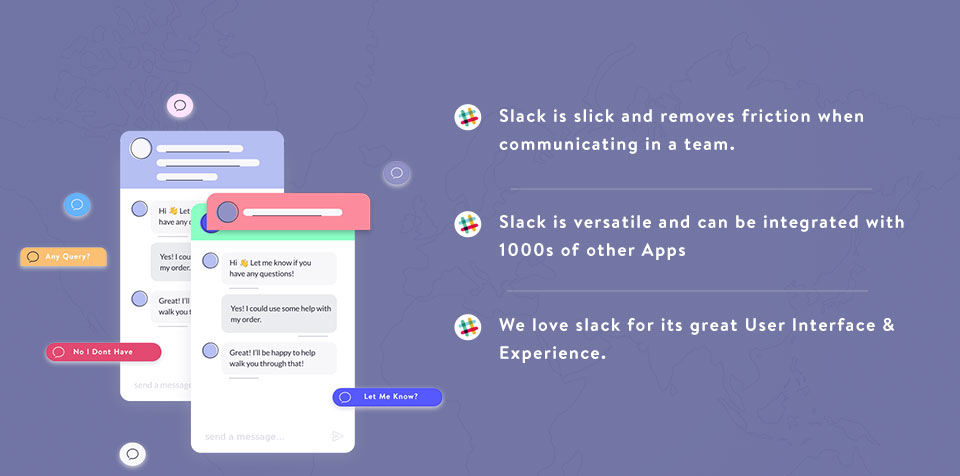 Slack is slick and removes friction when
communicating in a team.
Slack is versatile and can be integrated with
1000s of other Apps
We love slack for its great User Interface &
Experience.
Any Query?
No I Dont Have
Let Me Know?
Hi 👋 Let
have any
Yes! I cou
my order.
Great! I'll
walk you t
send a message
Hi 👋 Let me know if you
have any questions!
Yes! I could use some help with
my order.
Great! I'll be happy to help
walk you through that!
send a message...